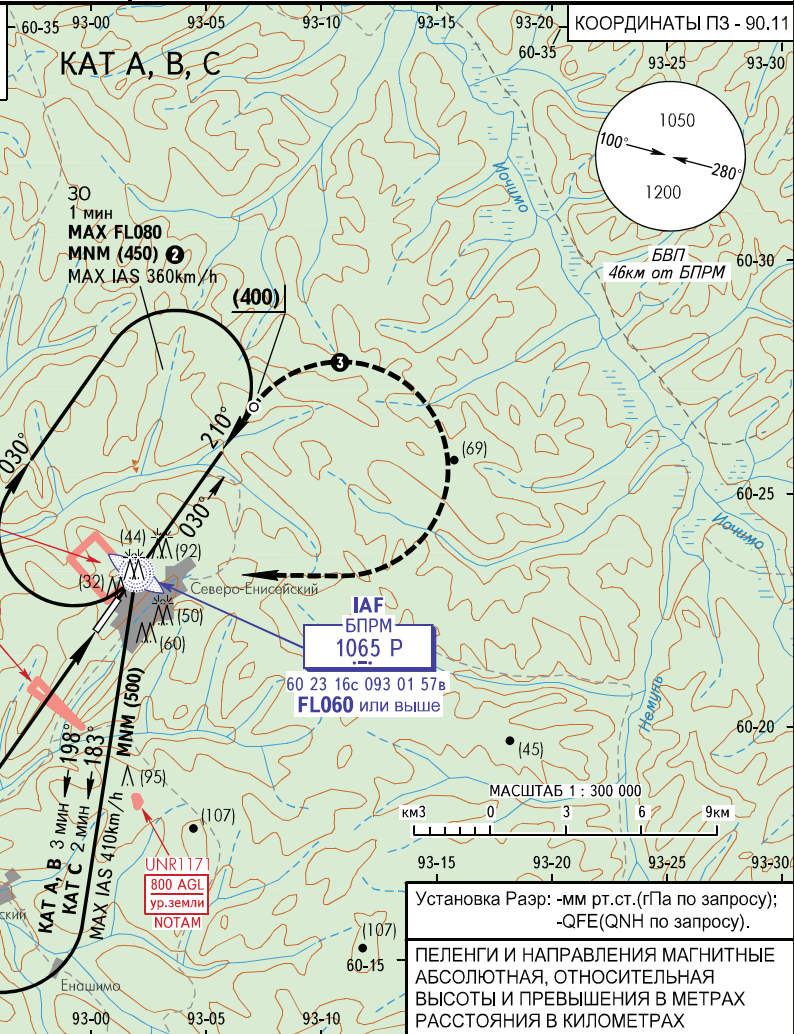 60-35
93-00
93-05
93-10
93-15
93-20
КООРДИНАТЫ ПЗ - 90.11
60-35
93-25
93-30
КАТ A, B, C
1050
100°
280°
1200
БВП
46км от БПРМ
60-30
Иочимо
ЗО
1 мин
MAX FL080
MNM (450) 2
MAX IAS 360km/h
(400)
3
210°
030°
030°
(69)
60-25
Иочимо
(44)
(92)
(32)
Северо-Енисейский
(50)
(60)
IAF
БПРМ
1065 P
·–·
60 23 16с 093 01 57в
FL060 или выше
Немунь
60-20
(45)
198°
183°
КАТ A, B 3 мин
КАТ C 2 мин
MAX IAS 410km/h
MNM (500)
(95)
(107)
МАСШТАБ 1 : 300 000
км3 0 3 6 9км
UNR1171
800 AGL
ур.земли
NOTAM
93-15
93-20
93-25
93-30
ский
(107)
60-15
Енашимо
Установка Раэр: -мм рт.ст.(гПа по запросу);
-QFE(QNH по запросу).
ПЕЛЕНГИ И НАПРАВЛЕНИЯ МАГНИТНЫЕ
АБСОЛЮТНАЯ, ОТНОСИТЕЛЬНАЯ
ВЫСОТЫ И ПРЕВЫШЕНИЯ В МЕТРАХ
РАССТОЯНИЯ В КИЛОМЕТРАХ
93-00
93-05
93-10